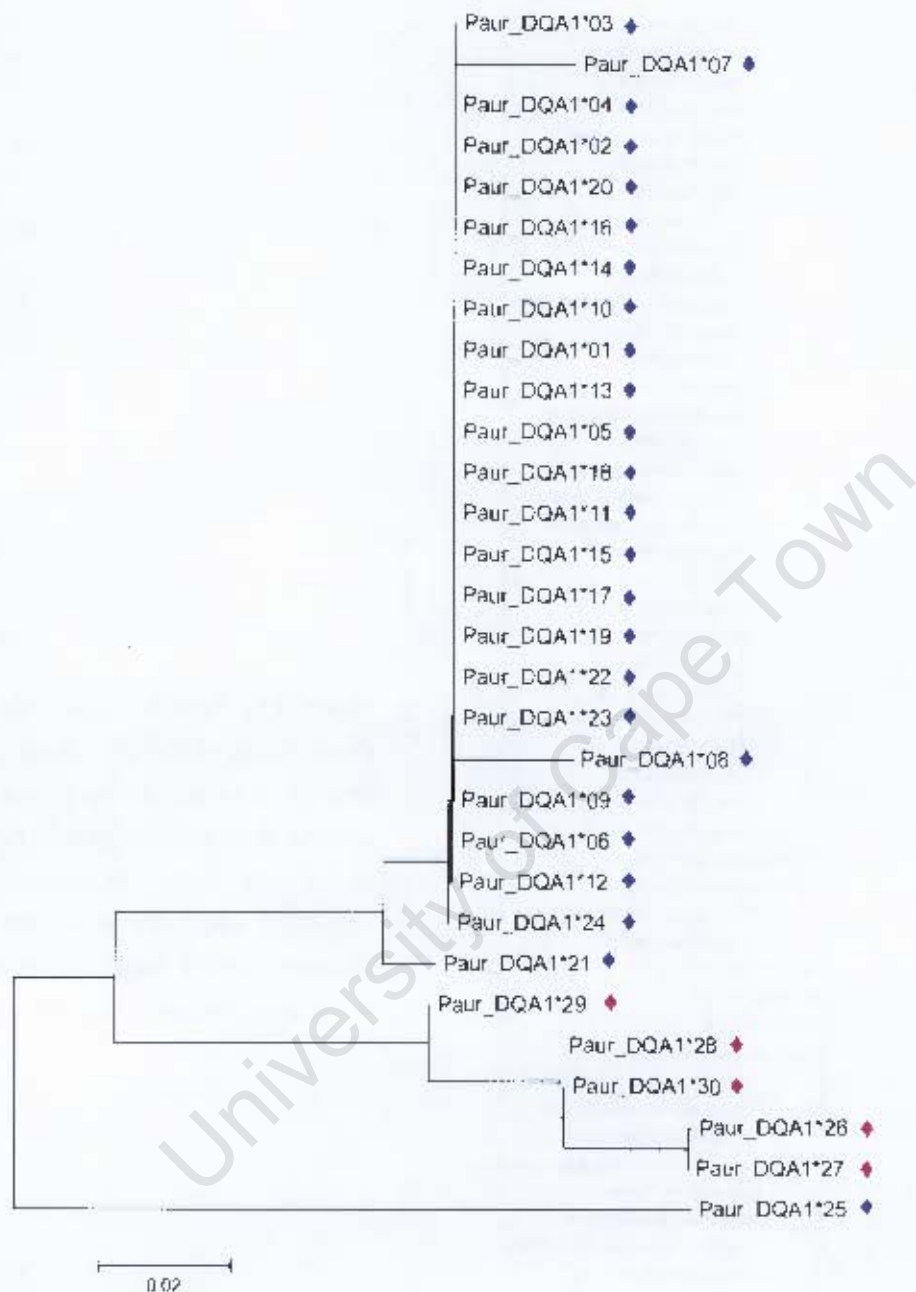 Paur_DQA1*03
Paur_DQA1*07
Paur_DQA1*04
Paur_DQA1*02
Paur_DQA1*20
Paur_DQA1*16
Paur_DQA1*14
Paur_DQA1*10
Paur_DQA1*01
Paur_DQA1*13
Paur_DQA1*05
Paur_DQA1*18
Paur_DQA1*11
Paur_DQA1*15
Paur_DQA1*17
Paur_DQA1*19
Paur_DQA1*22
Paur_DQA1*23
Paur_DQA1*08
Paur_DQA1*09
Paur_DQA1*06
Paur_DQA1*12
Paur_DQA1*24
Paur_DQA1*21
Paur_DQA1*29
Paur_DQA1*28
Paur_DQA1*30
Paur_DQA1*26
Paur_DQA1*27
Paur_DQA1*25
0.02
University of Cape Town